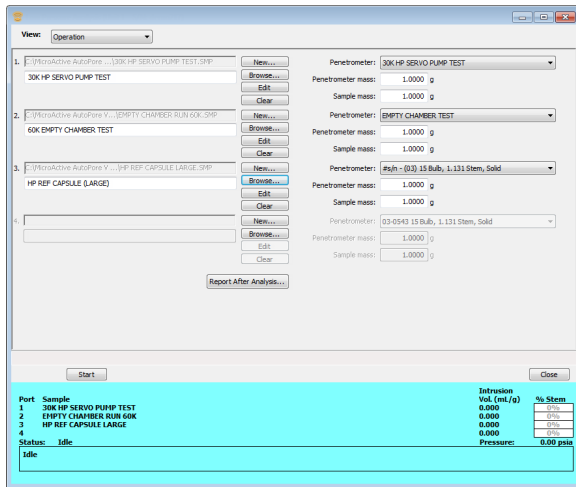 View: Operation
1. C:\MicroActive AutoPore ...\30K HP SERVO PUMP TEST.SMP New... Penetrometer: 30K HP SERVO PUMP TEST
30K HP SERVO PUMP TEST Browse... Penetrometer mass: 1.0000 g
Edit Sample mass: 1.0000 g
Clear
2. C:\MicroActive AutoPore V...\EMPTY CHAMBER RUN 60K.SMP New... Penetrometer: EMPTY CHAMBER TEST
60K EMPTY CHAMBER TEST Browse... Penetrometer mass: 1.0000 g
Edit Sample mass: 1.0000 g
Clear
3. C:\MicroActive AutoPore V ...\HP REF CAPSULE LARGE.SMP New... Penetrometer: #s/n - (03) 15 Bulb, 1.131 Stem, Solid
HP REF CAPSULE (LARGE) Browse... Penetrometer mass: 1.0000 g
Edit Sample mass: 1.0000 g
Clear
4. New... Penetrometer: 03-0543 15 Bulb, 1.131 Stem, Solid
Browse... Penetrometer mass: 1.0000 g
Edit Sample mass: 1.0000 g
Clear
Report After Analysis...
Start Close
Intrusion
Port Sample Vol. (mL/g) % Stem
1 30K HP SERVO PUMP TEST 0.000 0%
2 EMPTY CHAMBER RUN 60K 0.000 0%
3 HP REF CAPSULE LARGE 0.000 0%
4 0.000 0%
Status: Idle Pressure: 0.00 psia
Idle